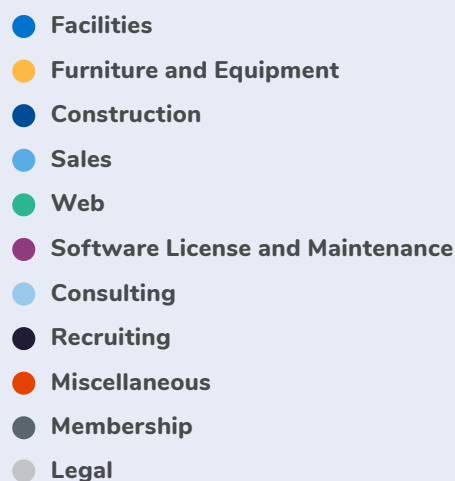 Facilities
Furniture and Equipment
Construction
Sales
Web
Software License and Maintenance
Consulting
Recruiting
Miscellaneous
Membership
Legal